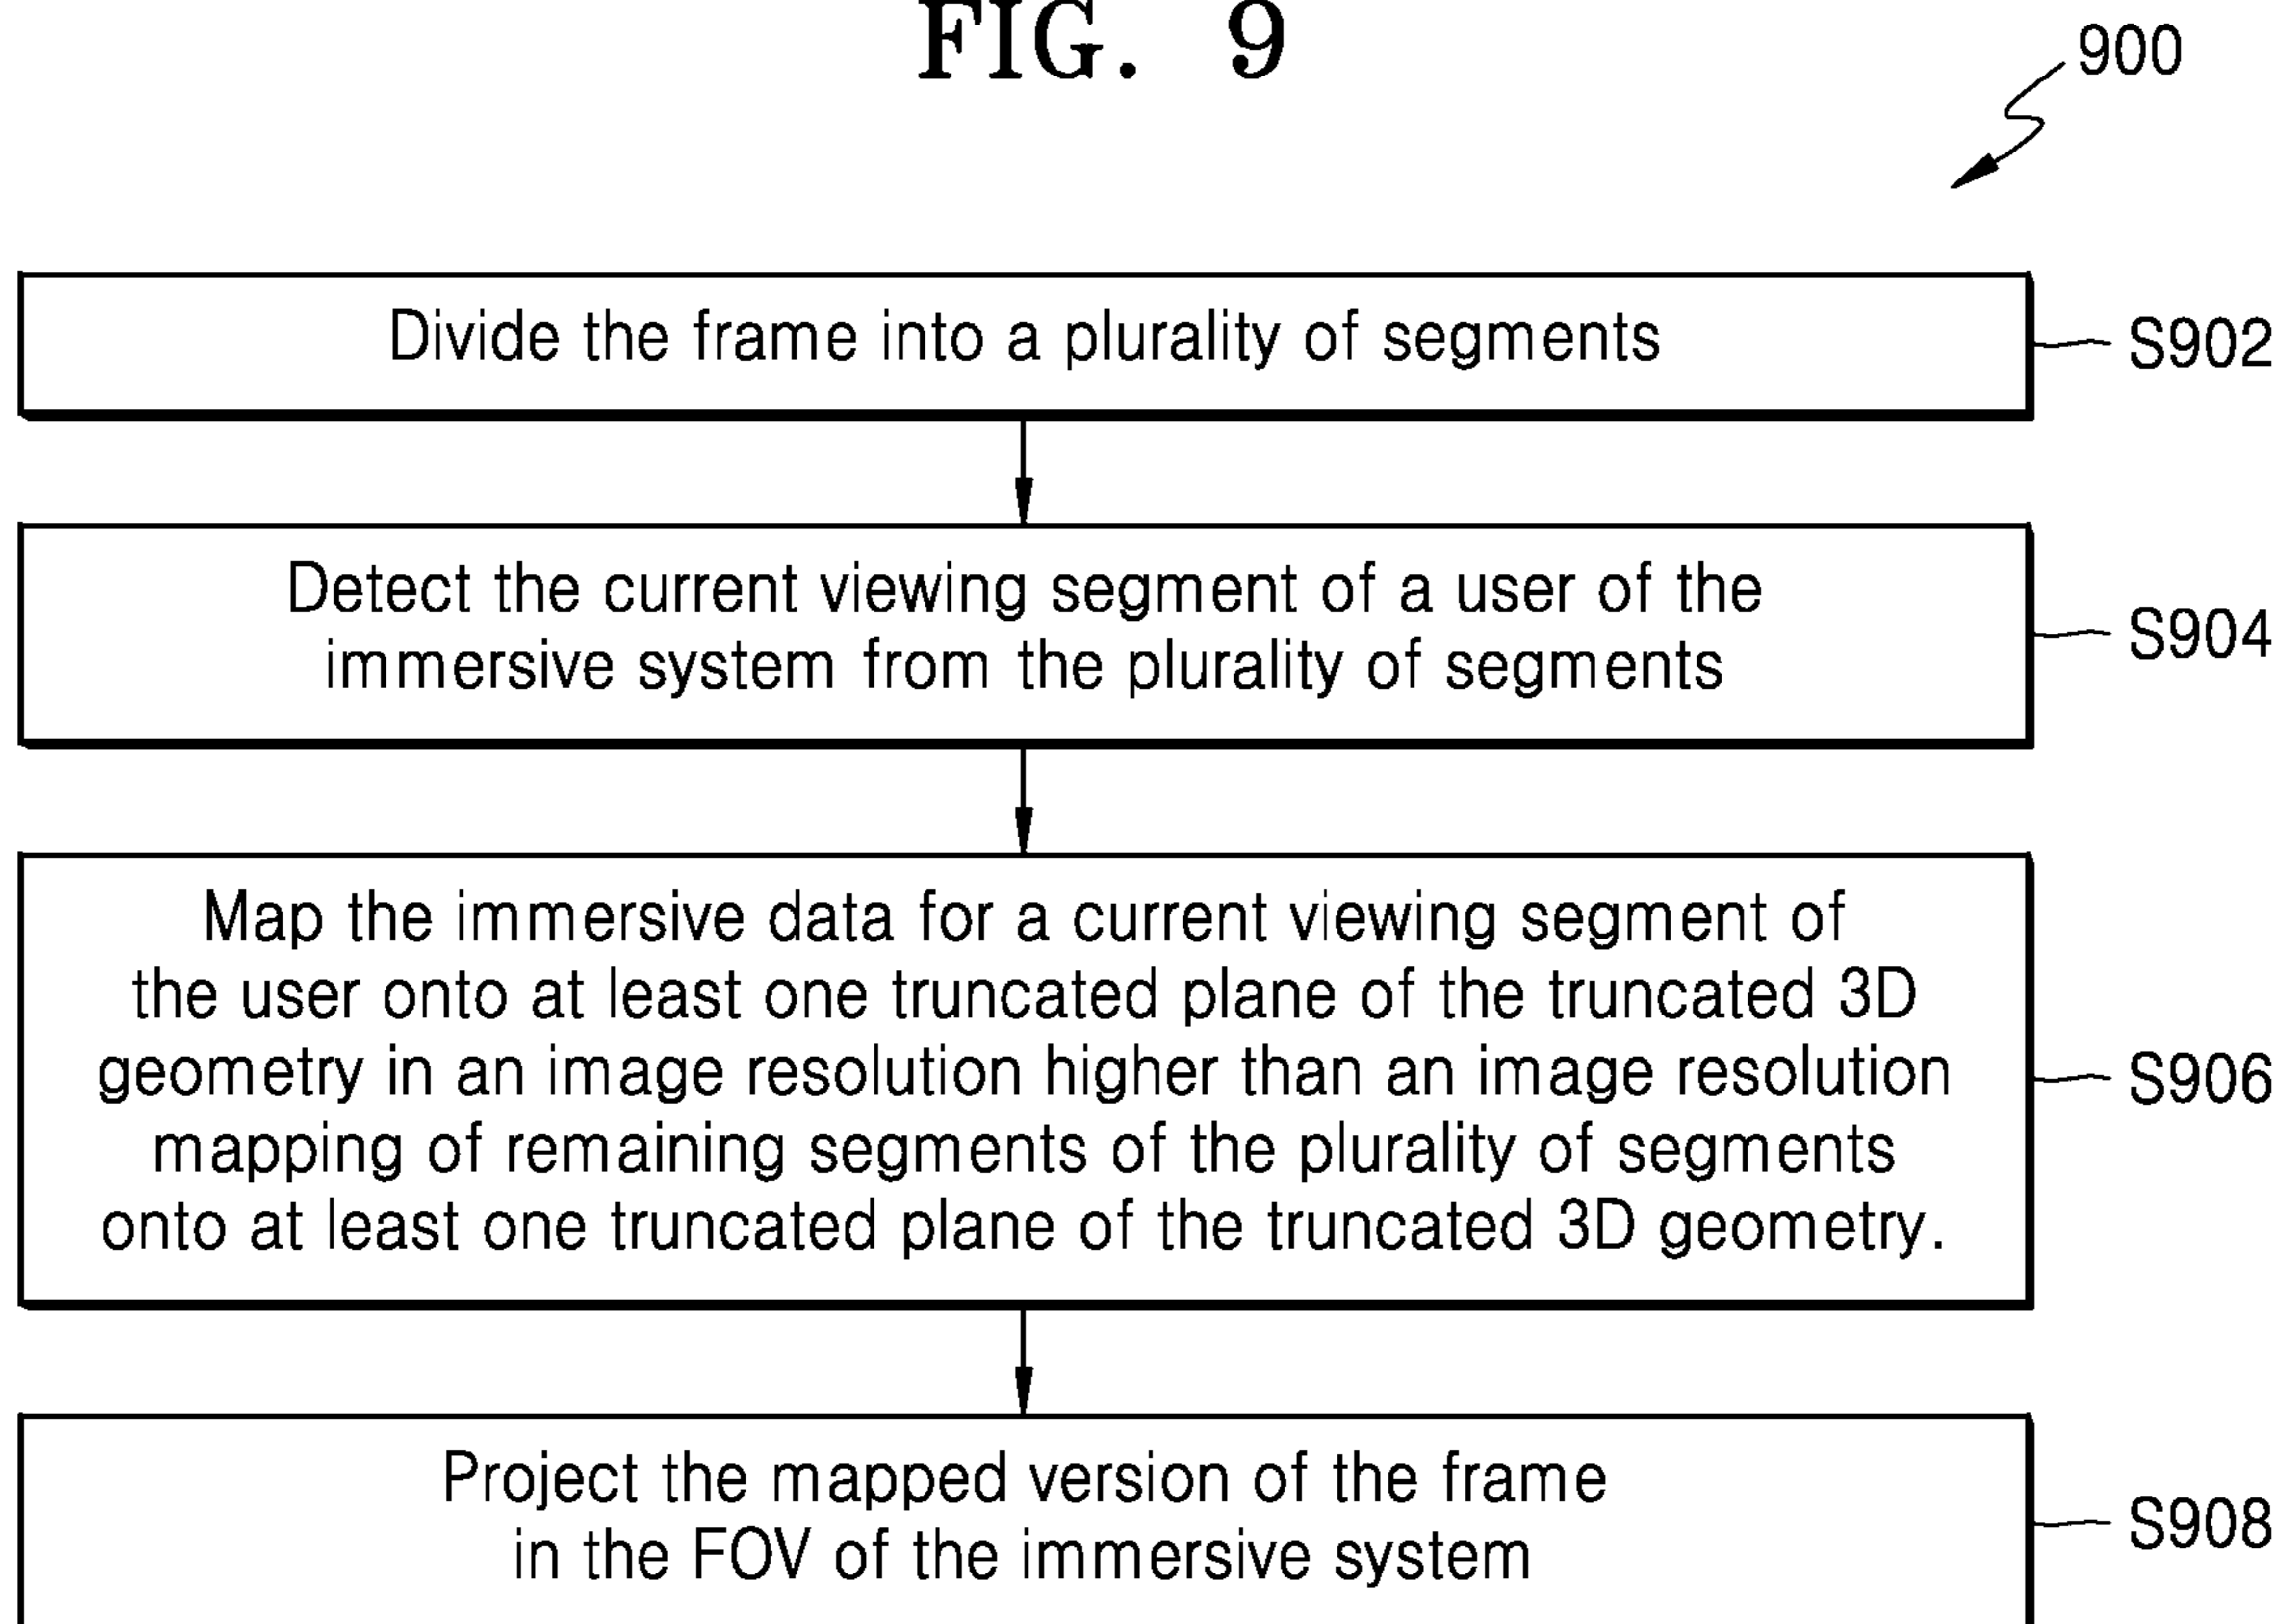 FIG. 9
900
Divide the frame into a plurality of segments
S902
Detect the current viewing segment of a user of the
immersive system from the plurality of segments
S904
Map the immersive data for a current viewing segment of
the user onto at least one truncated plane of the truncated 3D
geometry in an image resolution higher than an image resolution
mapping of remaining segments of the plurality of segments
onto at least one truncated plane of the truncated 3D geometry.
S906
Project the mapped version of the frame
in the FOV of the immersive system
S908